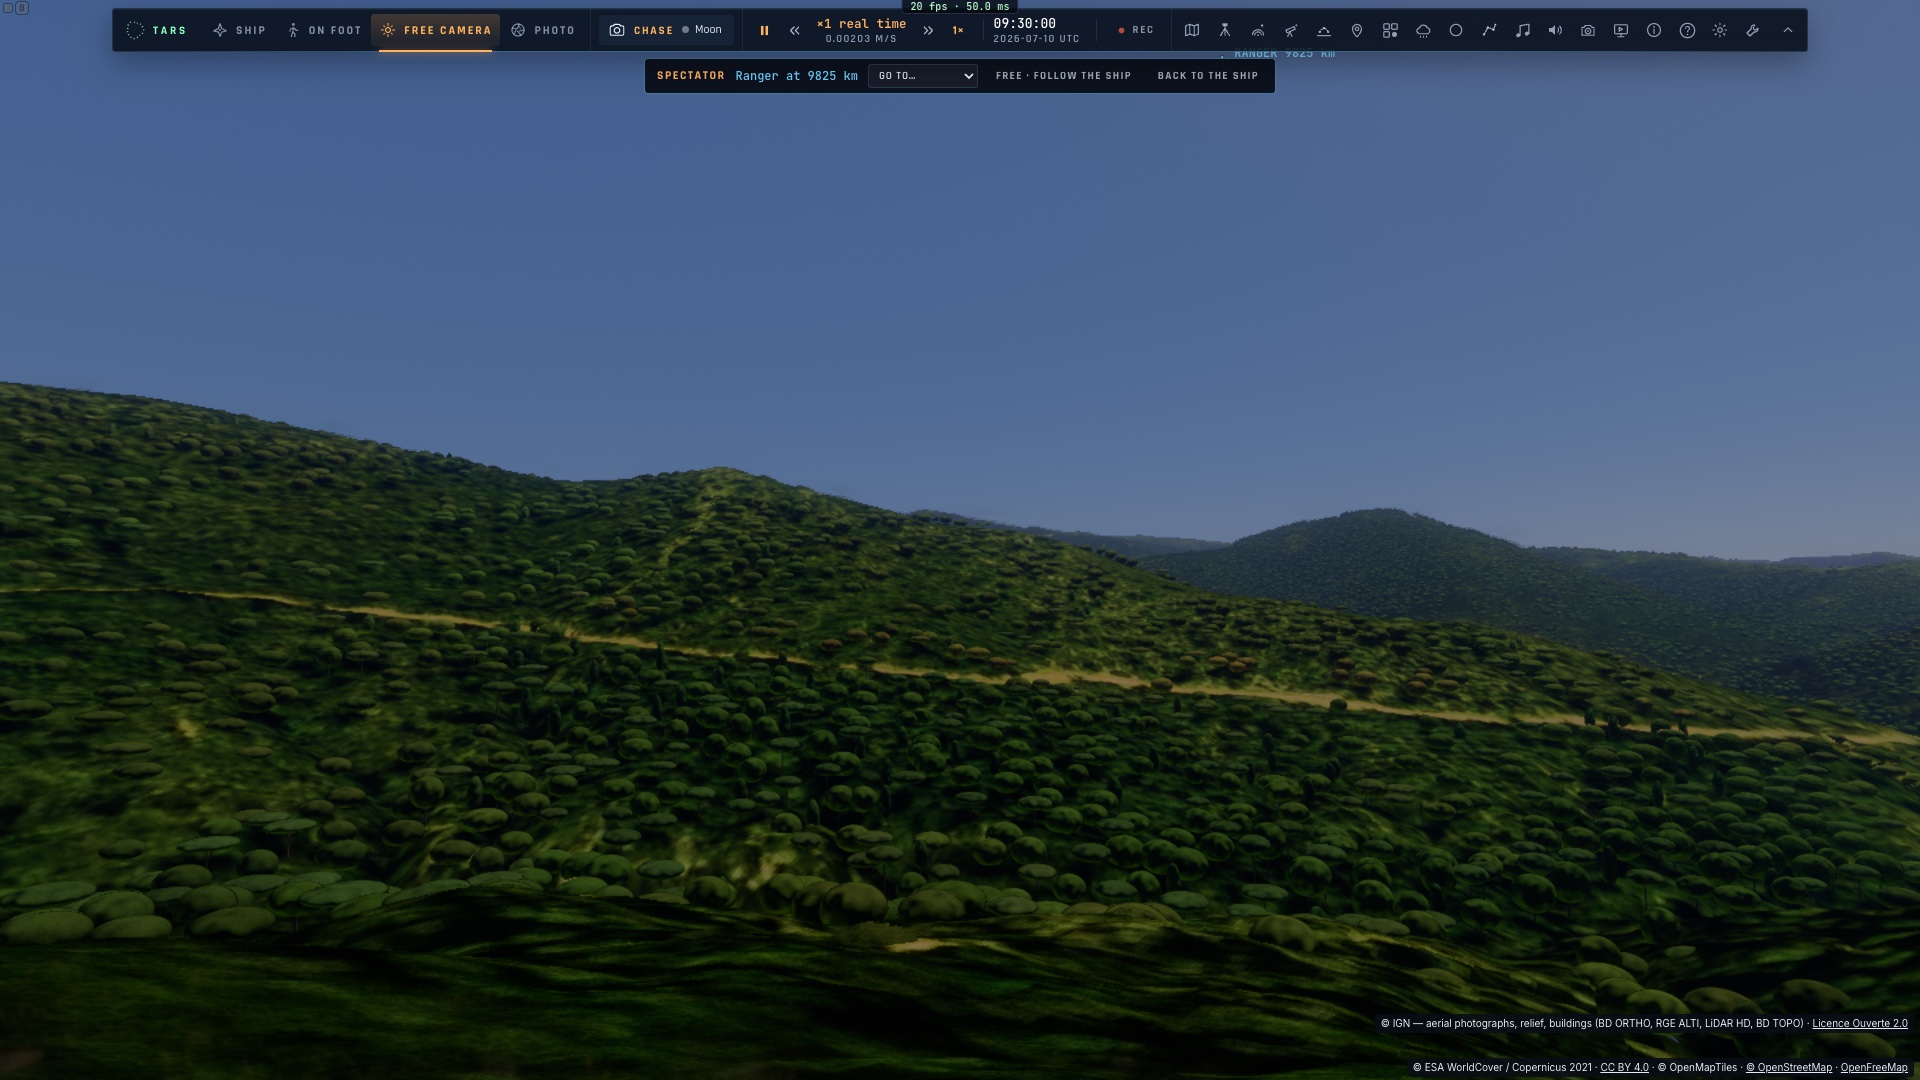 0
20 fps · 50.0 ms
TARS
SHIP
ON FOOT
FREE CAMERA
PHOTO
CHASE
Moon
×1 real time
0.00203 M/S
1×
09:30:00
2026-07-10 UTC
REC
RANGER 9825 km
SPECTATOR
Ranger at 9825 km
GO TO…
FREE · FOLLOW THE SHIP
BACK TO THE SHIP
© IGN — aerial photographs, relief, buildings (BD ORTHO, RGE ALTI, LiDAR HD, BD TOPO) · Licence Ouverte 2.0
© ESA WorldCover / Copernicus 2021 · CC BY 4.0 · © OpenMapTiles · © OpenStreetMap · OpenFreeMap